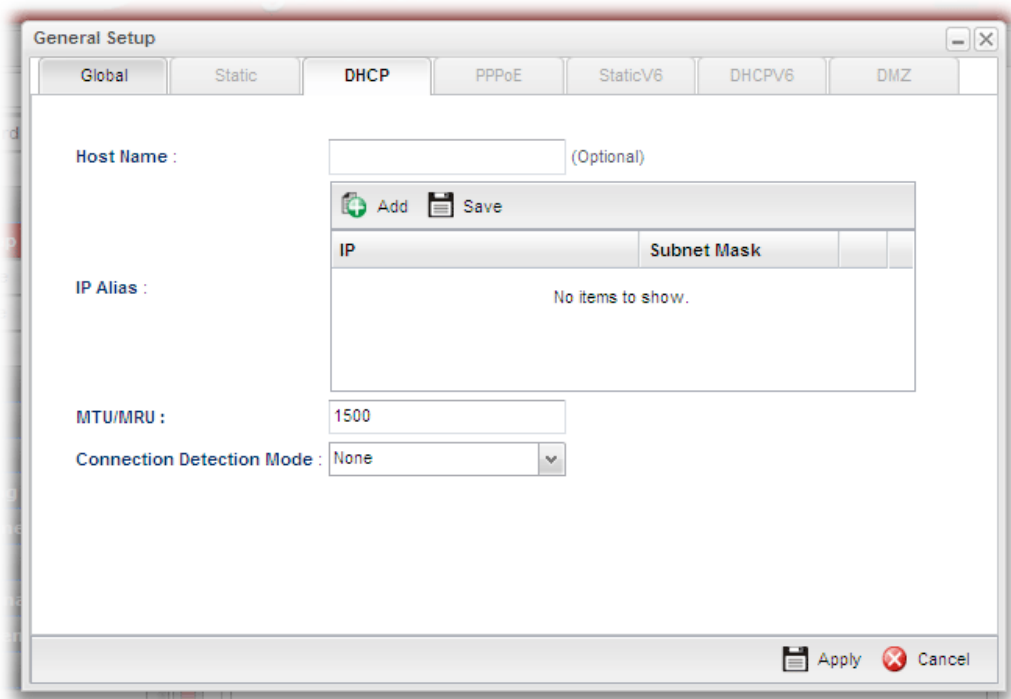 General Setup
Global Static DHCP PPPoE StaticV6 DHCPV6 DMZ
Host Name : (Optional)
Add Save
IP Subnet Mask
IP Alias :
No items to show.
MTU/MRU : 1500
Connection Detection Mode : None
Apply Cancel